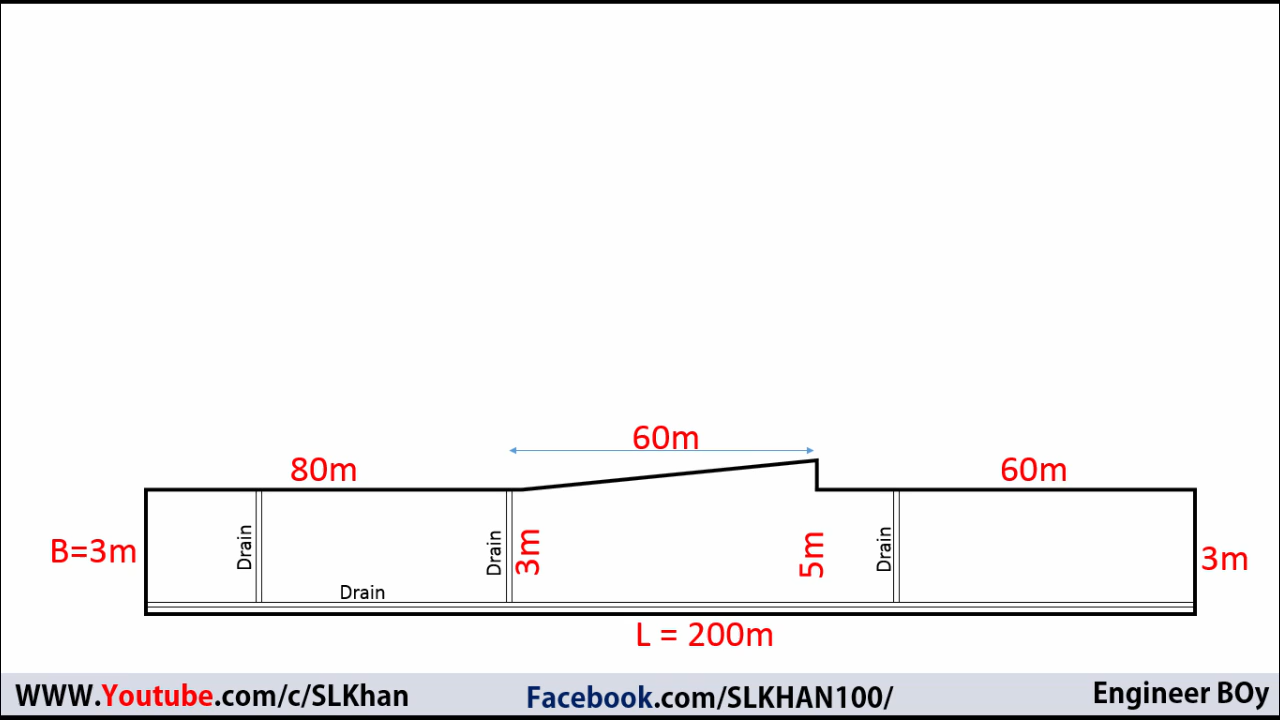 60m
80m
60m
B=3m
Drain
Drain
3m
5m
Drain
3m
Drain
L = 200m
WWW.Youtube.com/c/SLKhan
Facebook.com/SLKHAN100/
Engineer BOy